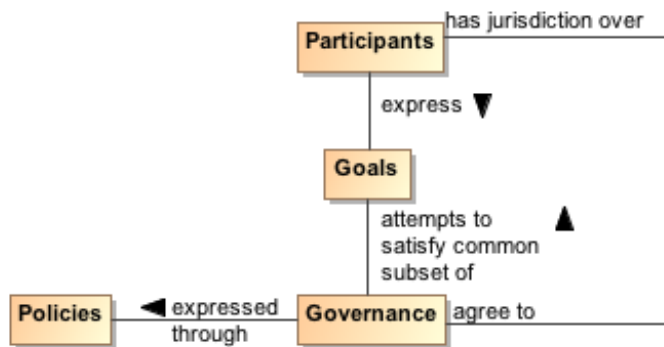 Participants
has jurisdiction over
express
Goals
attempts to
satisfy common
subset of
Policies
expressed
through
Governance
agree to